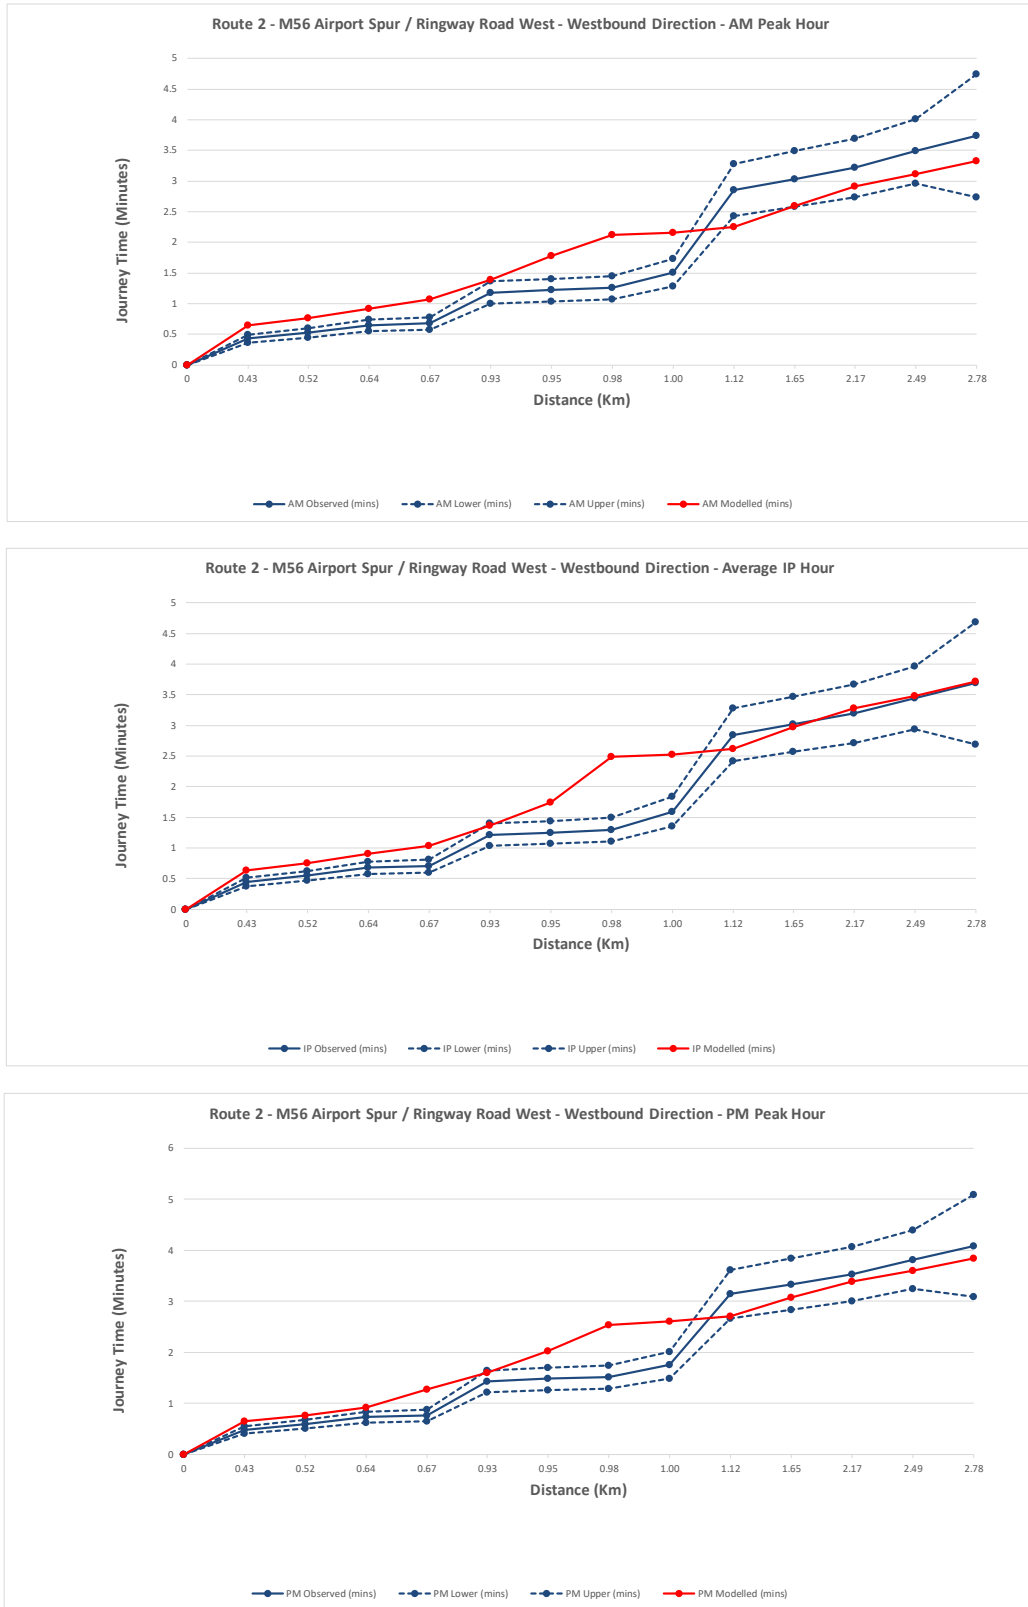 Route 2 - M56 Airport Spur / Ringway Road West - Westbound Direction - AM Peak Hour
5
4.5
4
3.5
3
2.5
2
1.5
1
0.5
0
Journey Time (Minutes)
0 0.43 0.52 0.64 0.67 0.93 0.95 0.98 1.00 1.12 1.65 2.17 2.49 2.78
Distance (Km)
AM Observed (mins) AM Lower (mins) AM Upper (mins) AM Modelled (mins)
Route 2 - M56 Airport Spur / Ringway Road West - Westbound Direction - Average IP Hour
5
4.5
4
3.5
3
2.5
2
1.5
1
0.5
0
Journey Time (Minutes)
0 0.43 0.52 0.64 0.67 0.93 0.95 0.98 1.00 1.12 1.65 2.17 2.49 2.78
Distance (Km)
IP Observed (mins) IP Lower (mins) IP Upper (mins) IP Modelled (mins)
Route 2 - M56 Airport Spur / Ringway Road West - Westbound Direction - PM Peak Hour
6
5
4
3
2
1
0
Journey Time (Minutes)
0 0.43 0.52 0.64 0.67 0.93 0.95 0.98 1.00 1.12 1.65 2.17 2.49 2.78
Distance (Km)
PM Observed (mins) PM Lower (mins) PM Upper (mins) PM Modelled (mins)